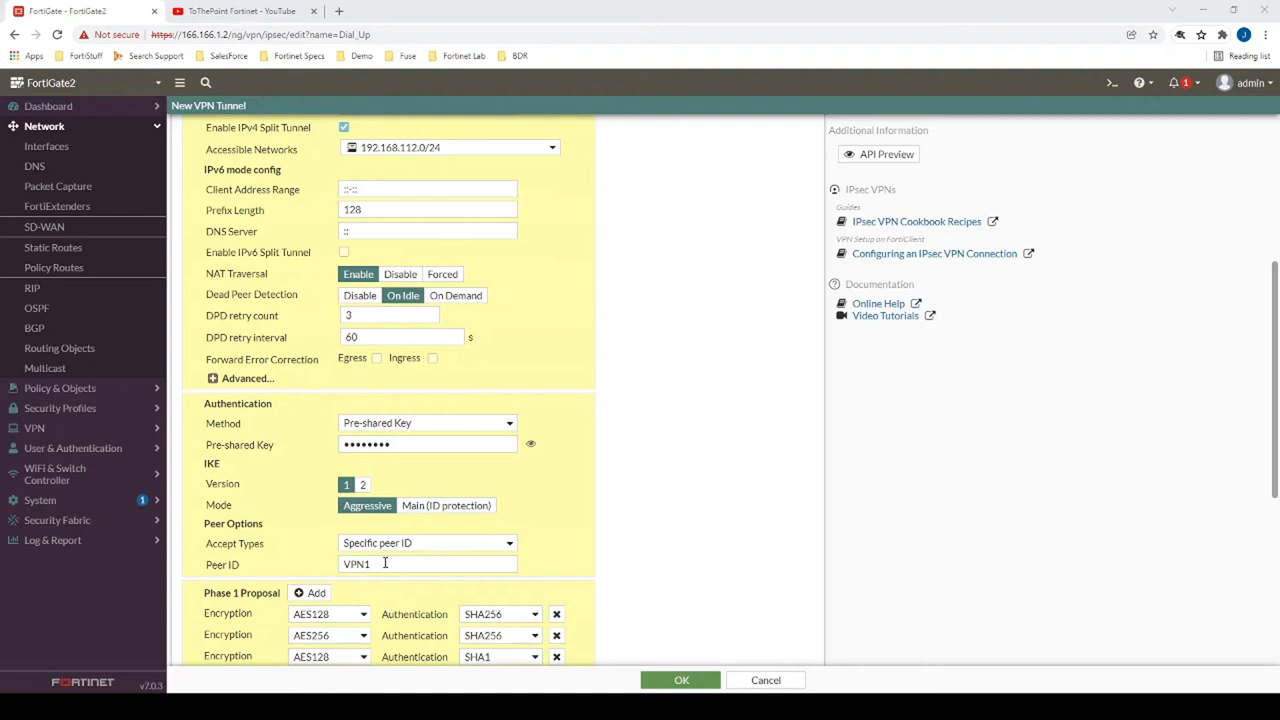 FortiGate - FortiGate2
ToThePoint Fortinet - YouTube
Not secure https://166.166.1.2/ng/vpn/ipsec/edit?name=Dial_Up
Apps FortiStuff Search Support SalesForce Fortinet Specs Demo Fuse Fortinet Lab BDR Reading list
FortiGate2 1 admin
Dashboard
Network
Interfaces
DNS
Packet Capture
FortiExtenders
SD-WAN
Static Routes
Policy Routes
RIP
OSPF
BGP
Routing Objects
Multicast
Policy & Objects
Security Profiles
VPN
User & Authentication
WiFi & Switch
Controller
System 1
Security Fabric
Log & Report
FORTINET v7.0.3
New VPN Tunnel
Enable IPv4 Split Tunnel
Accessible Networks 192.168.112.0/24
IPv6 mode config
Client Address Range ::-::
Prefix Length 128
DNS Server ::
Enable IPv6 Split Tunnel
NAT Traversal Enable Disable Forced
Dead Peer Detection Disable On Idle On Demand
DPD retry count 3
DPD retry interval 60 s
Forward Error Correction Egress Ingress
Advanced...
Authentication
Method Pre-shared Key
Pre-shared Key ••••••••
IKE
Version 1 2
Mode Aggressive Main (ID protection)
Peer Options
Accept Types Specific peer ID
Peer ID VPN1
Phase 1 Proposal Add
Encryption AES128 Authentication SHA256
Encryption AES256 Authentication SHA256
Encryption AES128 Authentication SHA1
OK Cancel
Additional Information
API Preview
IPsec VPNs
Guides
IPsec VPN Cookbook Recipes
VPN Setup on FortiClient
Configuring an IPsec VPN Connection
Documentation
Online Help
Video Tutorials